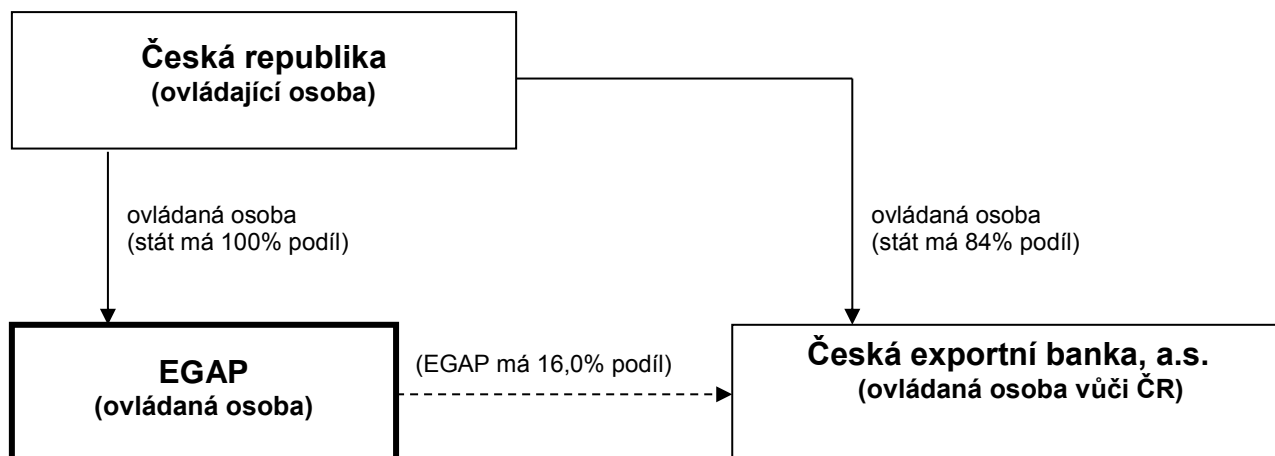 Česká republika
(ovládající osoba)
ovládaná osoba
(stát má 100% podíl)
ovládaná osoba
(stát má 84% podíl)
EGAP
(ovládaná osoba)
(EGAP má 16,0% podíl)
Česká exportní banka, a.s.
(ovládaná osoba vůči ČR)